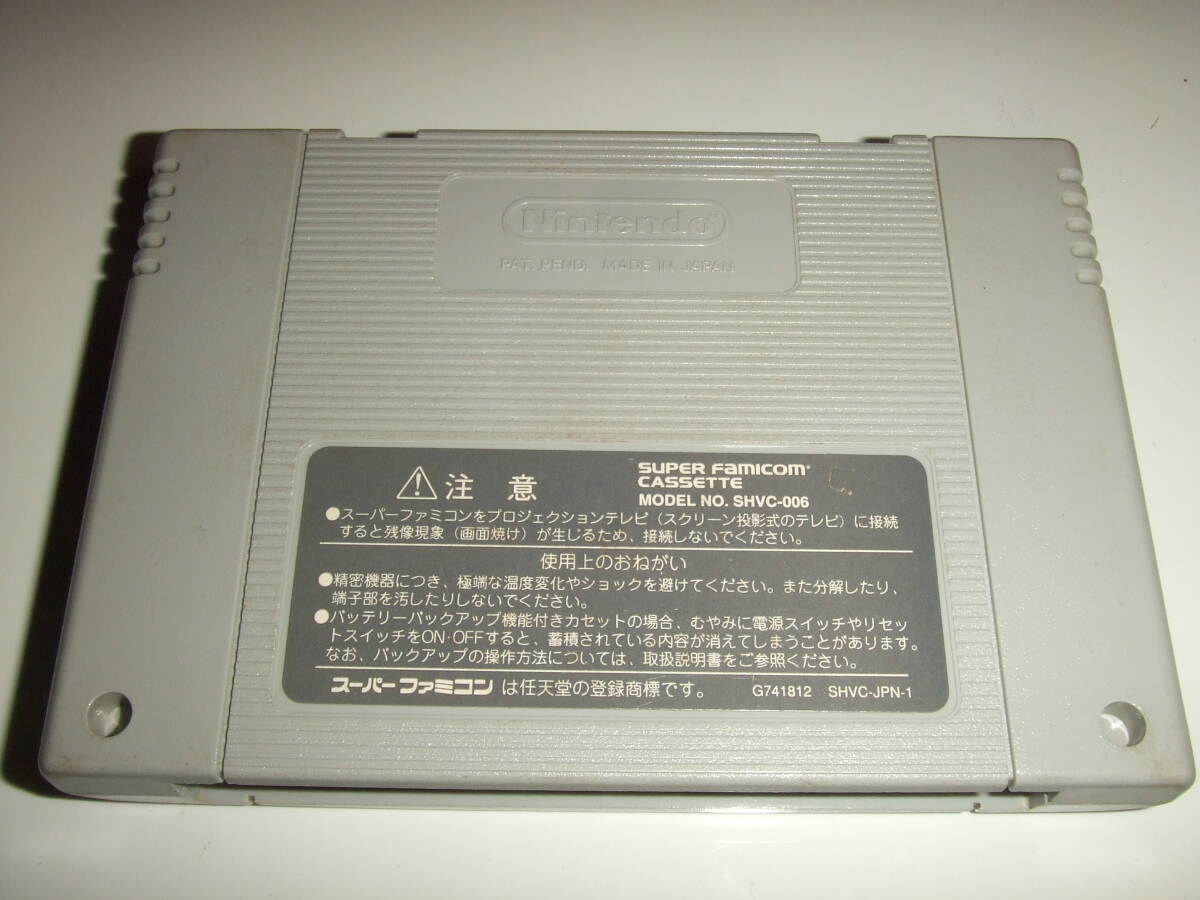 Nintendo®
PAT. PEND. MADE IN JAPAN
⚠注意
SUPER FAMICOM®
CASSETTE
MODEL NO. SHVC-006
●スーパーファミコンをプロジェクションテレビ(スクリーン投影式のテレビ)に接続
すると残像現象(画面焼け)が生じるため、接続しないでください。
使用上のおねがい
●精密機器につき、極端な温度変化やショックを避けてください。また分解したり、
端子部を汚したりしないでください。
●バッテリーバックアップ機能付きカセットの場合、むやみに電源スイッチやリセッ
トスイッチをON・OFFすると、蓄積されている内容が消えてしまうことがあります。
なお、バックアップの操作方法については、取扱説明書をご参照ください。
スーパーファミコンは任天堂の登録商標です。 G741812 SHVC-JPN-1